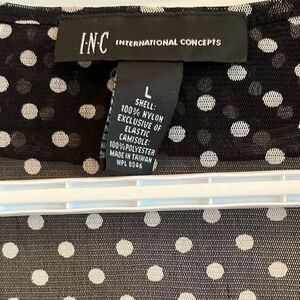 I·N·C INTERNATIONAL CONCEPTS
L
SHELL:
100% NYLON
EXCLUSIVE OF
ELASTIC
CAMISOLE:
100% POLYESTER
MADE IN TAIWAN
WPL 8046